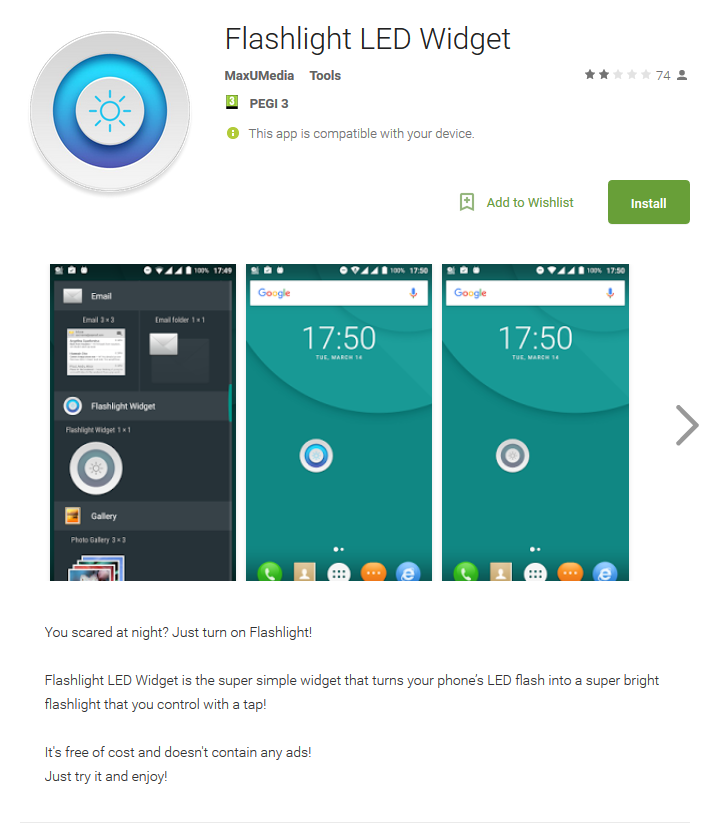 Flashlight LED Widget
MaxUMedia Tools
74
3 PEGI 3
This app is compatible with your device.
Add to Wishlist
Install
100% 17:49
Email
Email 3 × 3 Email folder 1 × 1
Flashlight Widget
Flashlight Widget 1 × 1
Gallery
Photo Gallery 3 × 3
100% 17:50
Google
17:50
TUE, MARCH 14
100% 17:50
Google
17:50
TUE, MARCH 14
You scared at night? Just turn on Flashlight!
Flashlight LED Widget is the super simple widget that turns your phone's LED flash into a super bright
flashlight that you control with a tap!
It's free of cost and doesn't contain any ads!
Just try it and enjoy!